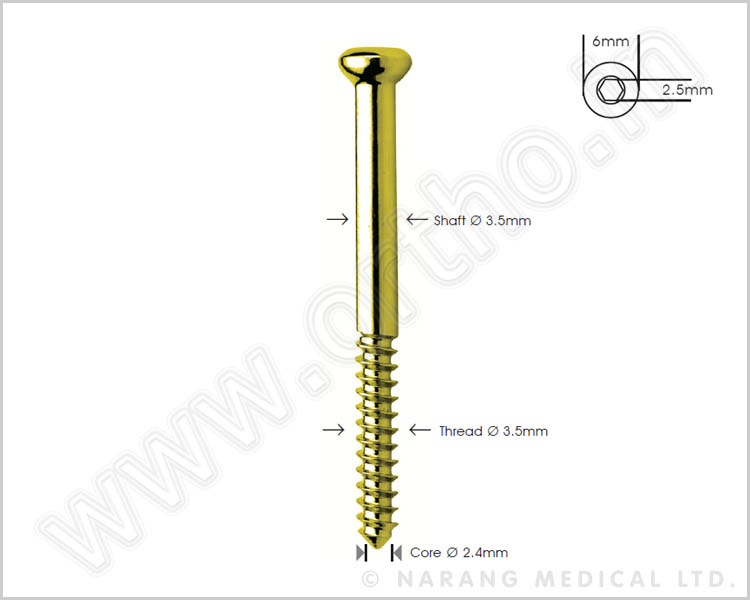 6mm
2.5mm
Shaft Ø 3.5mm
Thread Ø 3.5mm
Core Ø 2.4mm
www.ortho.in
© NARANG MEDICAL LTD.